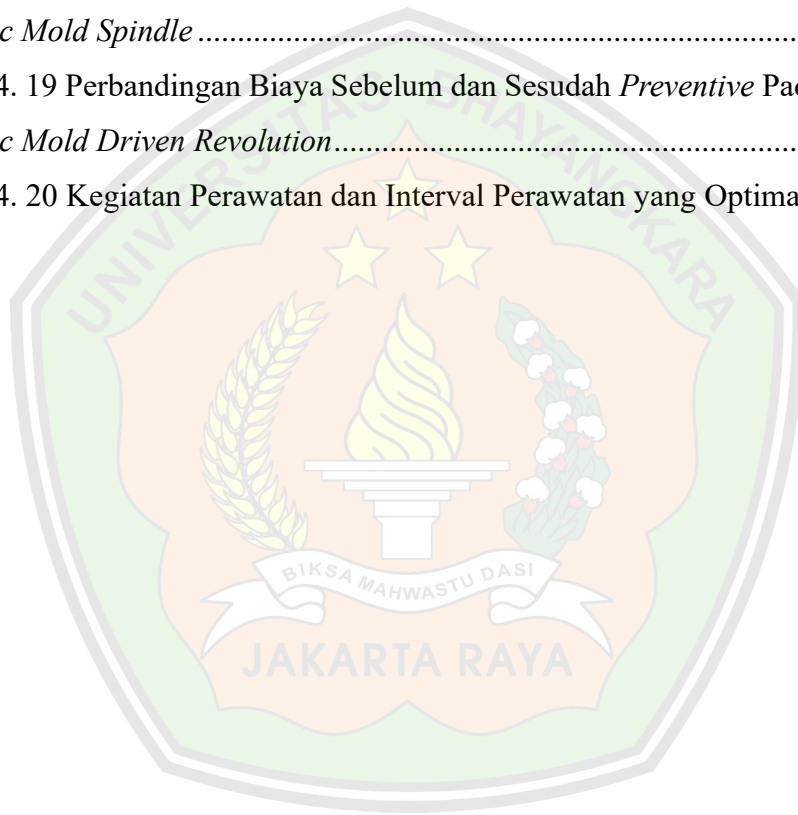 c Mold Spindle ........................................................................................................
4. 19 Perbandingan Biaya Sebelum dan Sesudah Preventive Pa
c Mold Driven Revolution................................................................................
4. 20 Kegiatan Perawatan dan Interval Perawatan yang Optima
UNIVERSITAS BHAYANGKARA
BIKSA MAHWASTU DASI
JAKARTA RAYA